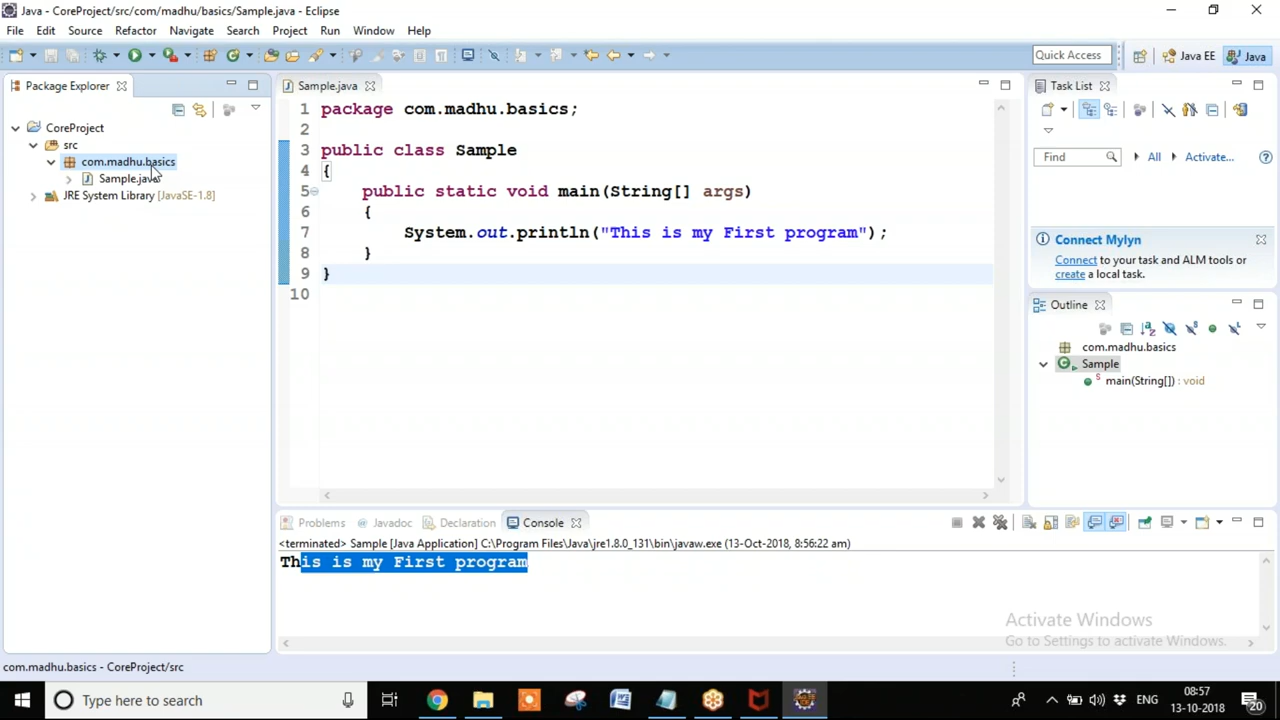 Java - CoreProject/src/com/madhu/basics/Sample.java - Eclipse
File Edit Source Refactor Navigate Search Project Run Window Help
Quick Access Java EE Java
Package Explorer
CoreProject
src
com.madhu.basics
Sample.java
JRE System Library [JavaSE-1.8]
Sample.java
1 package com.madhu.basics;
2
3 public class Sample
4 {
5 public static void main(String[] args)
6 {
7 System.out.println("This is my First program");
8 }
9 }
10
Task List
Find All Activate...
Connect Mylyn
Connect to your task and ALM tools or
create a local task.
Outline
com.madhu.basics
Sample
main(String[]) : void
Problems @ Javadoc Declaration Console
<terminated> Sample [Java Application] C:\Program Files\Java\jre1.8.0_131\bin\javaw.exe (13-Oct-2018, 8:56:22 am)
This is my First program
Activate Windows
Go to Settings to activate Windows.
com.madhu.basics - CoreProject/src
Type here to search
ENG
08:57
13-10-2018
20